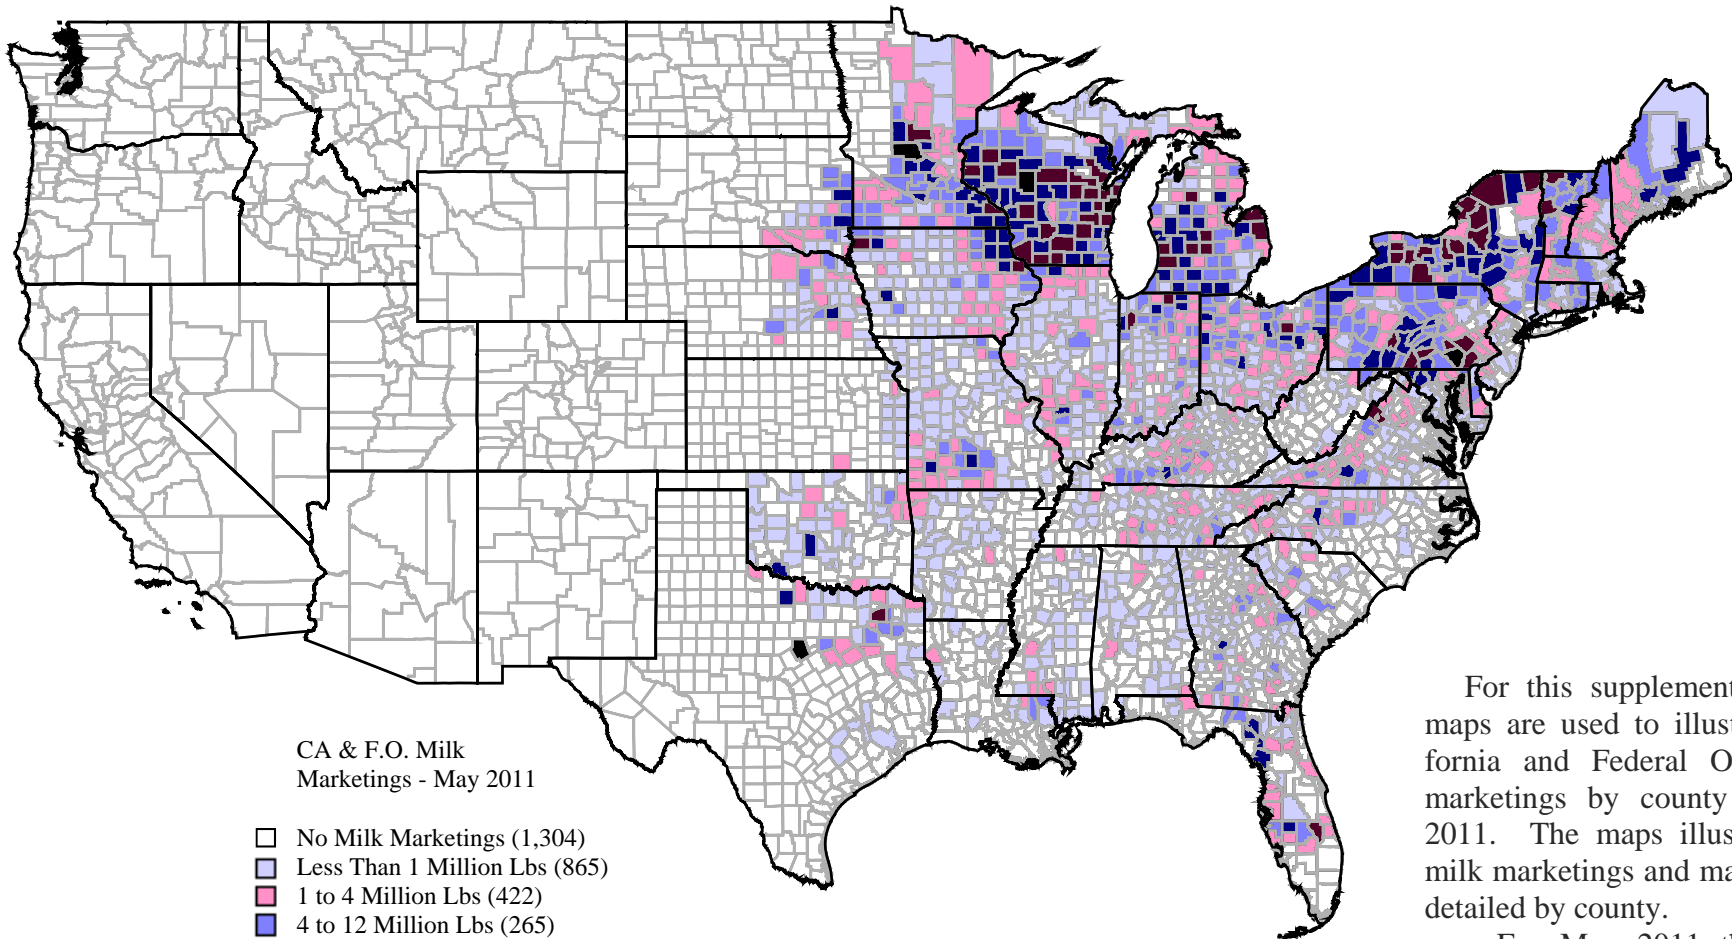 CA & F.O. Milk
Marketings - May 2011
No Milk Marketings (1,304)
Less Than 1 Million Lbs (865)
1 to 4 Million Lbs (422)
4 to 12 Million Lbs (265)
For this supplement
maps are used to illust
fornia and Federal O
marketings by county
2011. The maps illus
milk marketings and ma
detailed by county.